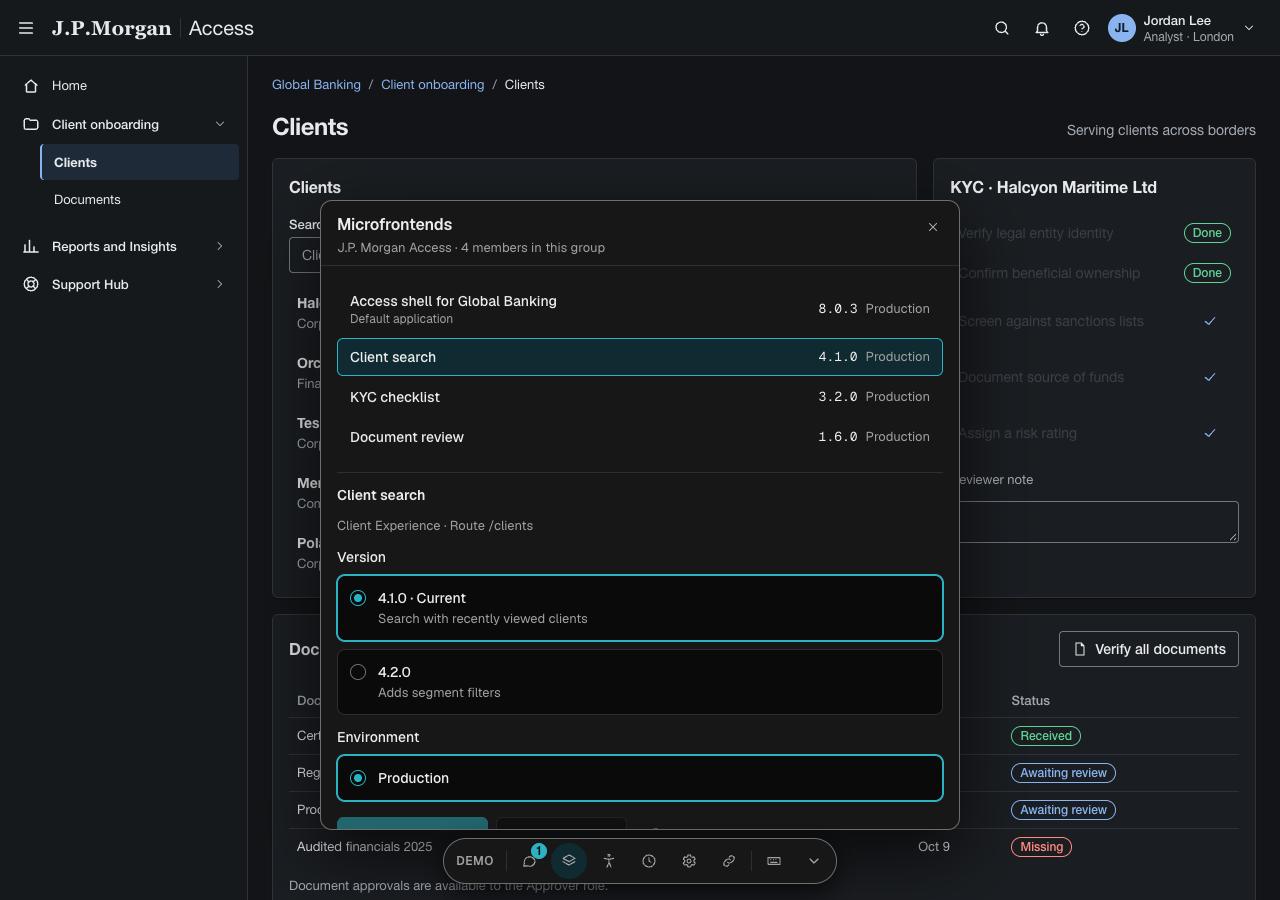 J.P.Morgan Access
JL
Jordan Lee
Analyst · London
Home
Client onboarding
Clients
Documents
Reports and Insights
Support Hub
Global Banking / Client onboarding / Clients
Clients
Serving clients across borders
Clients
KYC · Halcyon Maritime Ltd
Verify legal entity identity Done
Confirm beneficial ownership Done
Screen against sanctions lists
Document source of funds
Assign a risk rating
Microfrontends
J.P. Morgan Access · 4 members in this group
Access shell for Global Banking
Default application
8.0.3 Production
Client search 4.1.0 Production
KYC checklist 3.2.0 Production
Document review 1.6.0 Production
Client search
Client Experience · Route /clients
Version
4.1.0 · Current
Search with recently viewed clients
4.2.0
Adds segment filters
Environment
Production
note
Verify all documents
Status
Received
Awaiting review
Awaiting review
Audited financials 2025 Oct 9 Missing
DEMO 1
Document approvals are available to the Approver role.